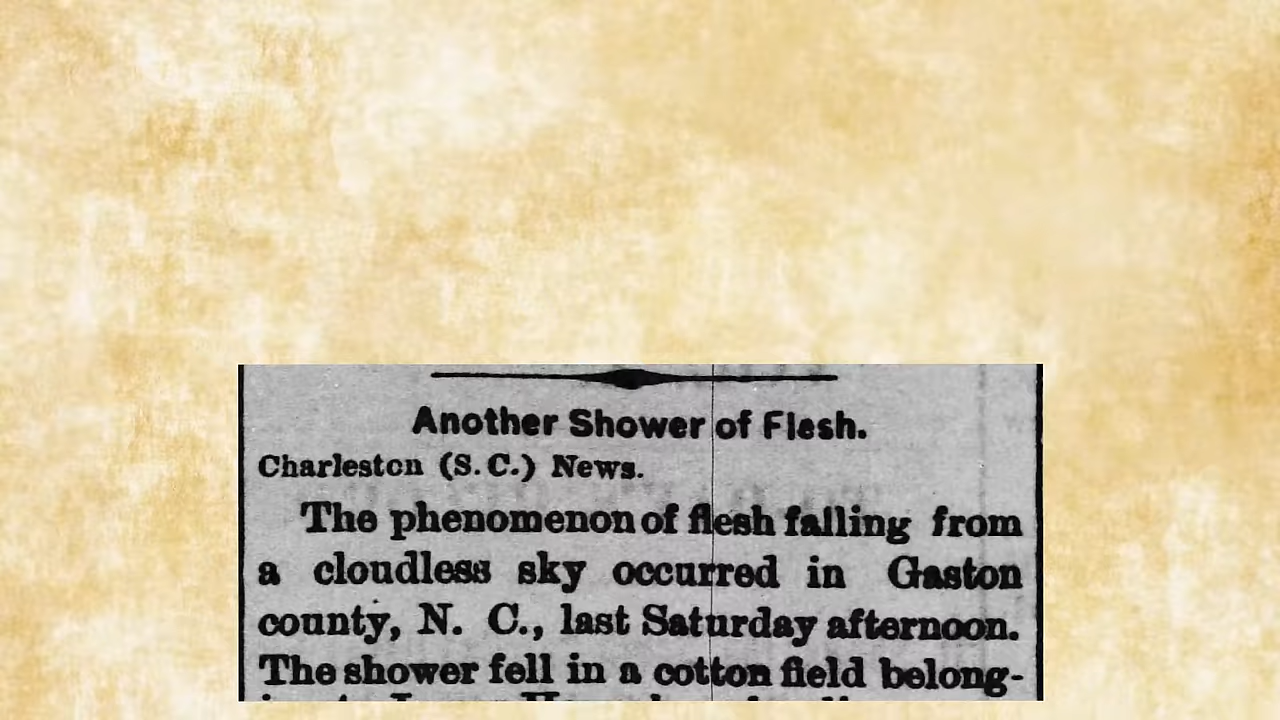 Another Shower of Flesh.
Charleston (S. C.) News.
The phenomenon of flesh falling from
a cloudless sky occurred in Gaston
county, N. C., last Saturday afternoon.
The shower fell in a cotton field belong-